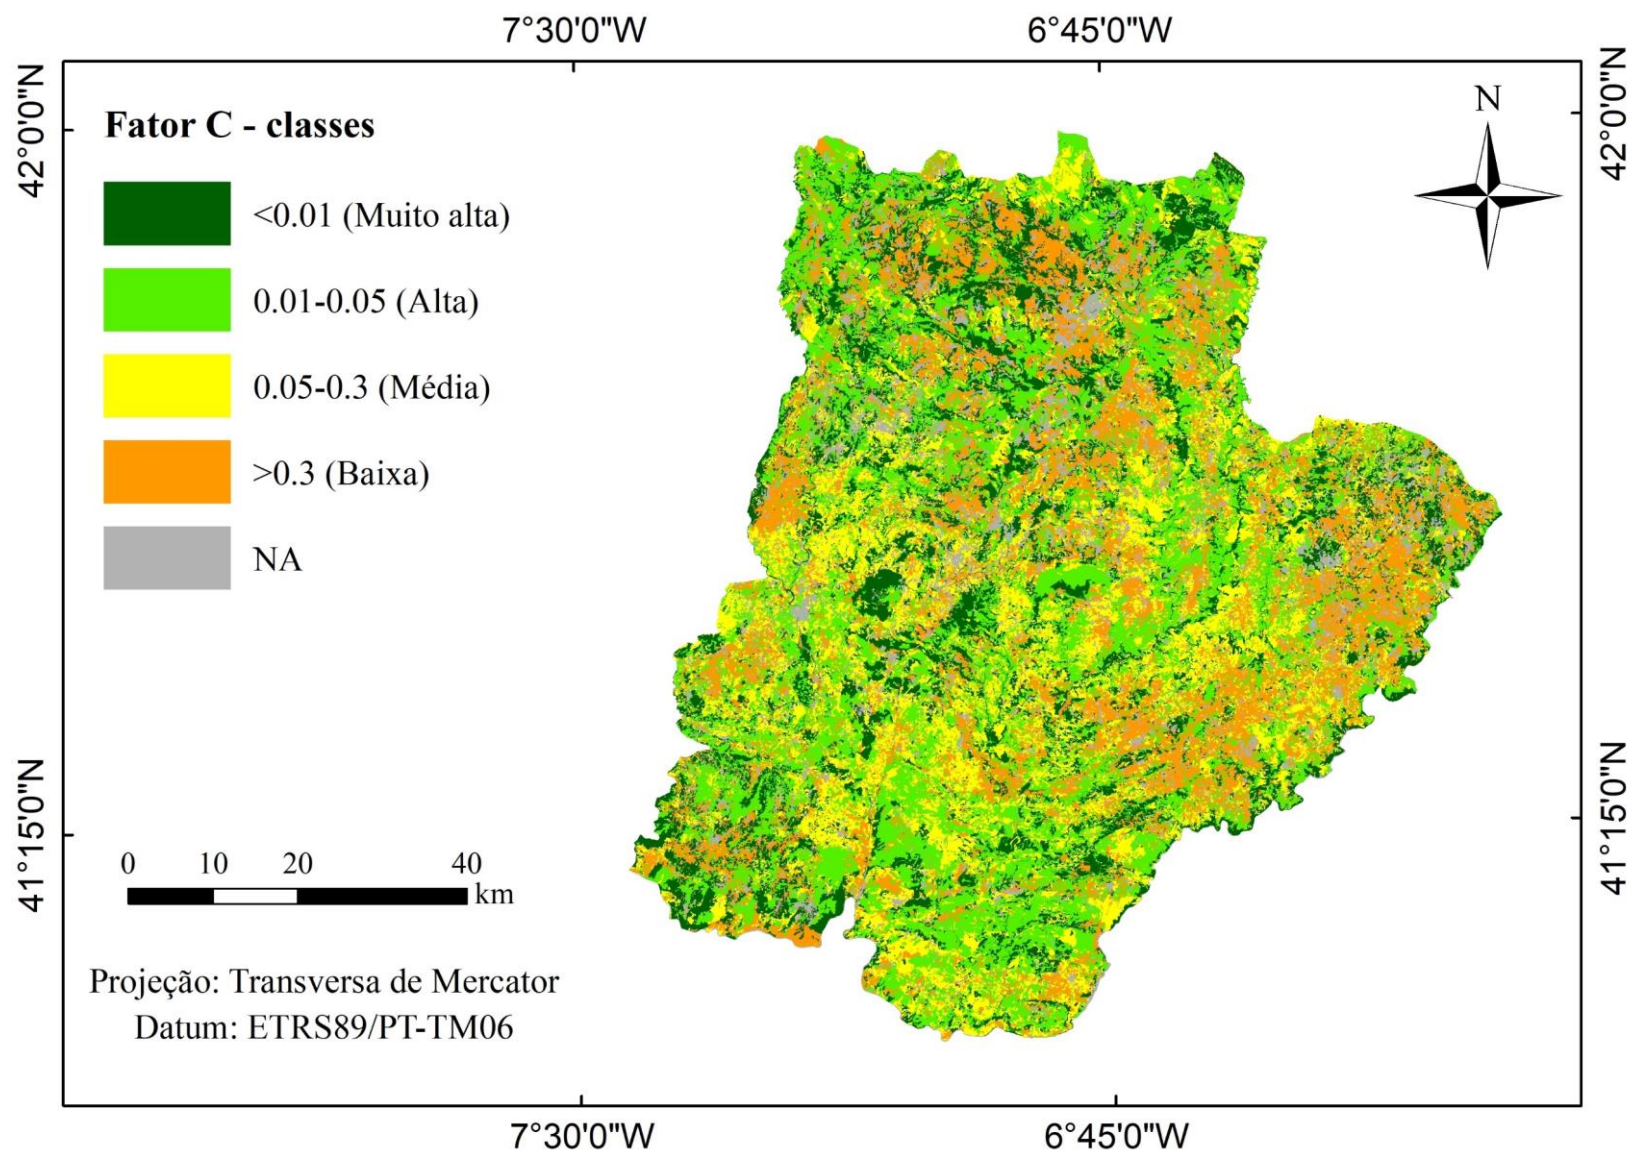 7°30'0"W 6°45'0"W
42°0'0"N
42°0'0"N
N
Fator C - classes
<0.01 (Muito alta)
0.01-0.05 (Alta)
0.05-0.3 (Média)
>0.3 (Baixa)
NA
41°15'0"N
41°15'0"N
0 10 20 40
km
Projeção: Transversa de Mercator
Datum: ETRS89/PT-TM06
7°30'0"W 6°45'0"W